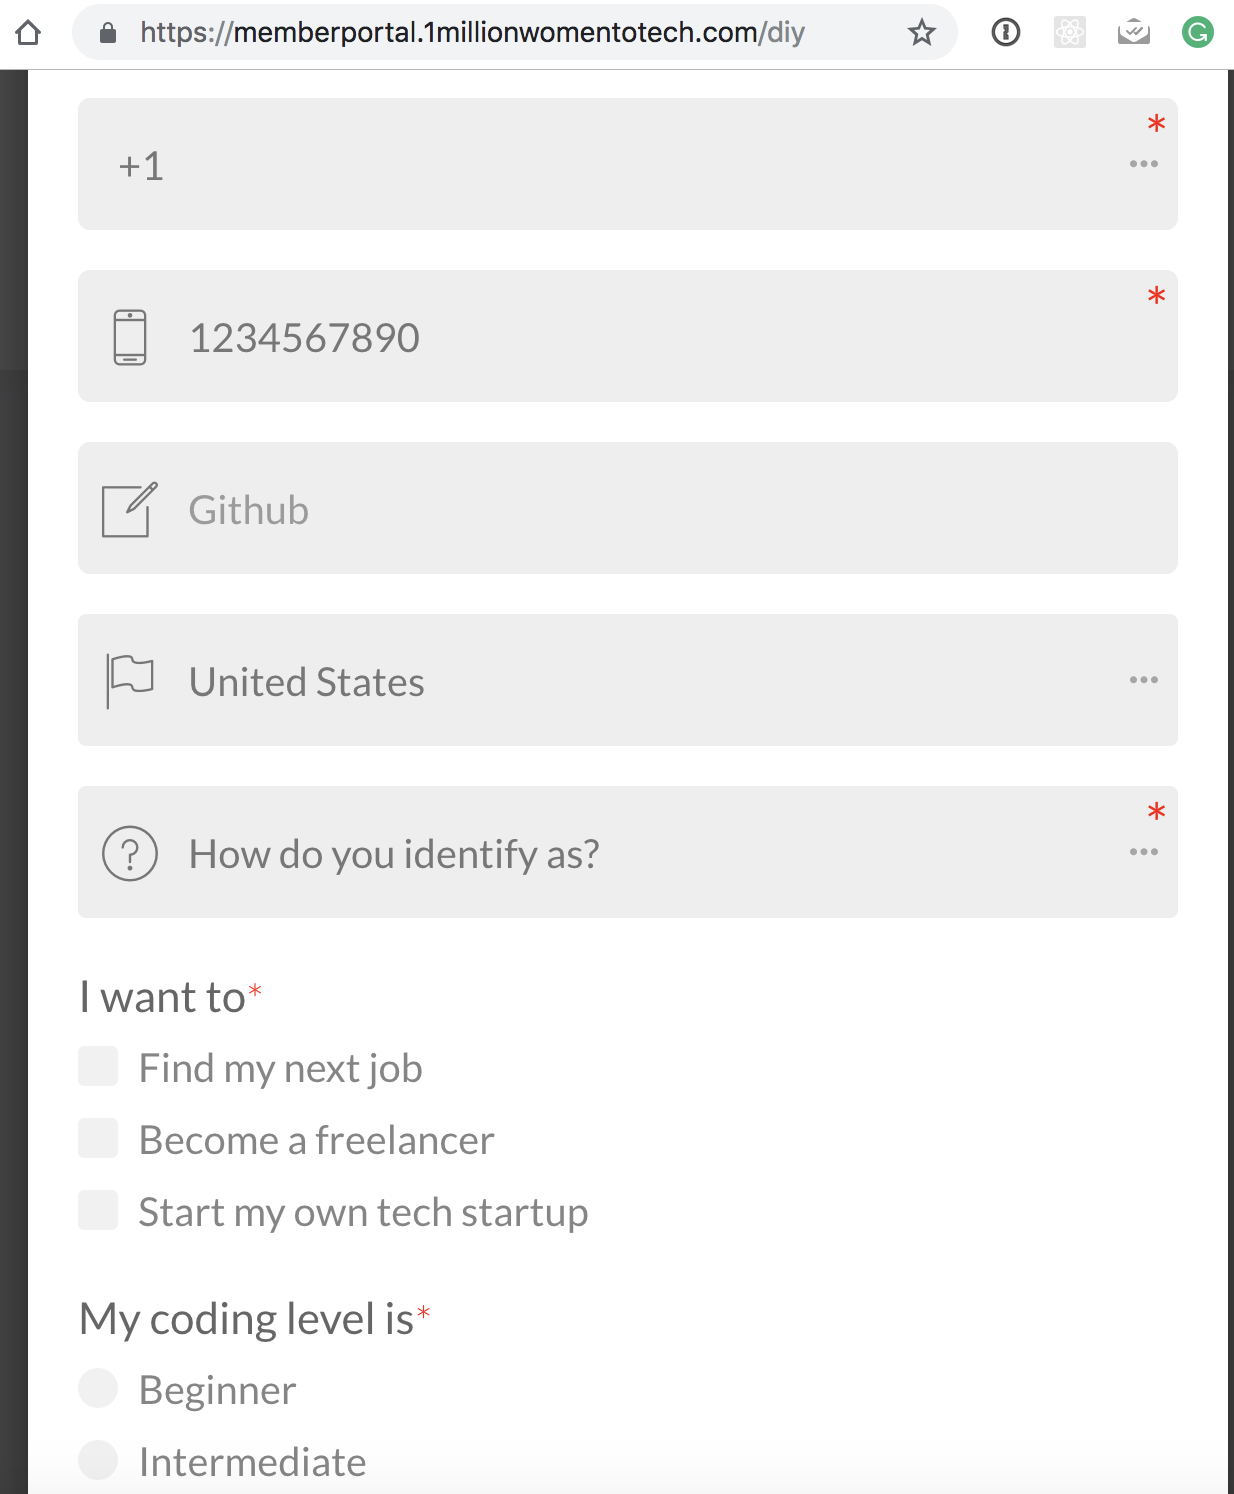 https://memberportal.1millionwomentotech.com/diy
+1
*
1234567890
*
Github
United States
How do you identify as?
*
I want to*
Find my next job
Become a freelancer
Start my own tech startup
My coding level is*
Beginner
Intermediate